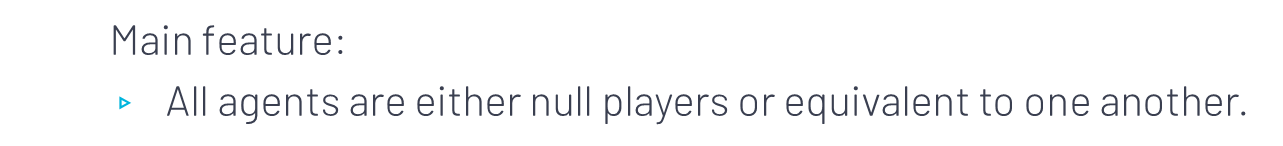 Main feature:
All agents are either null players or equivalent to one another.